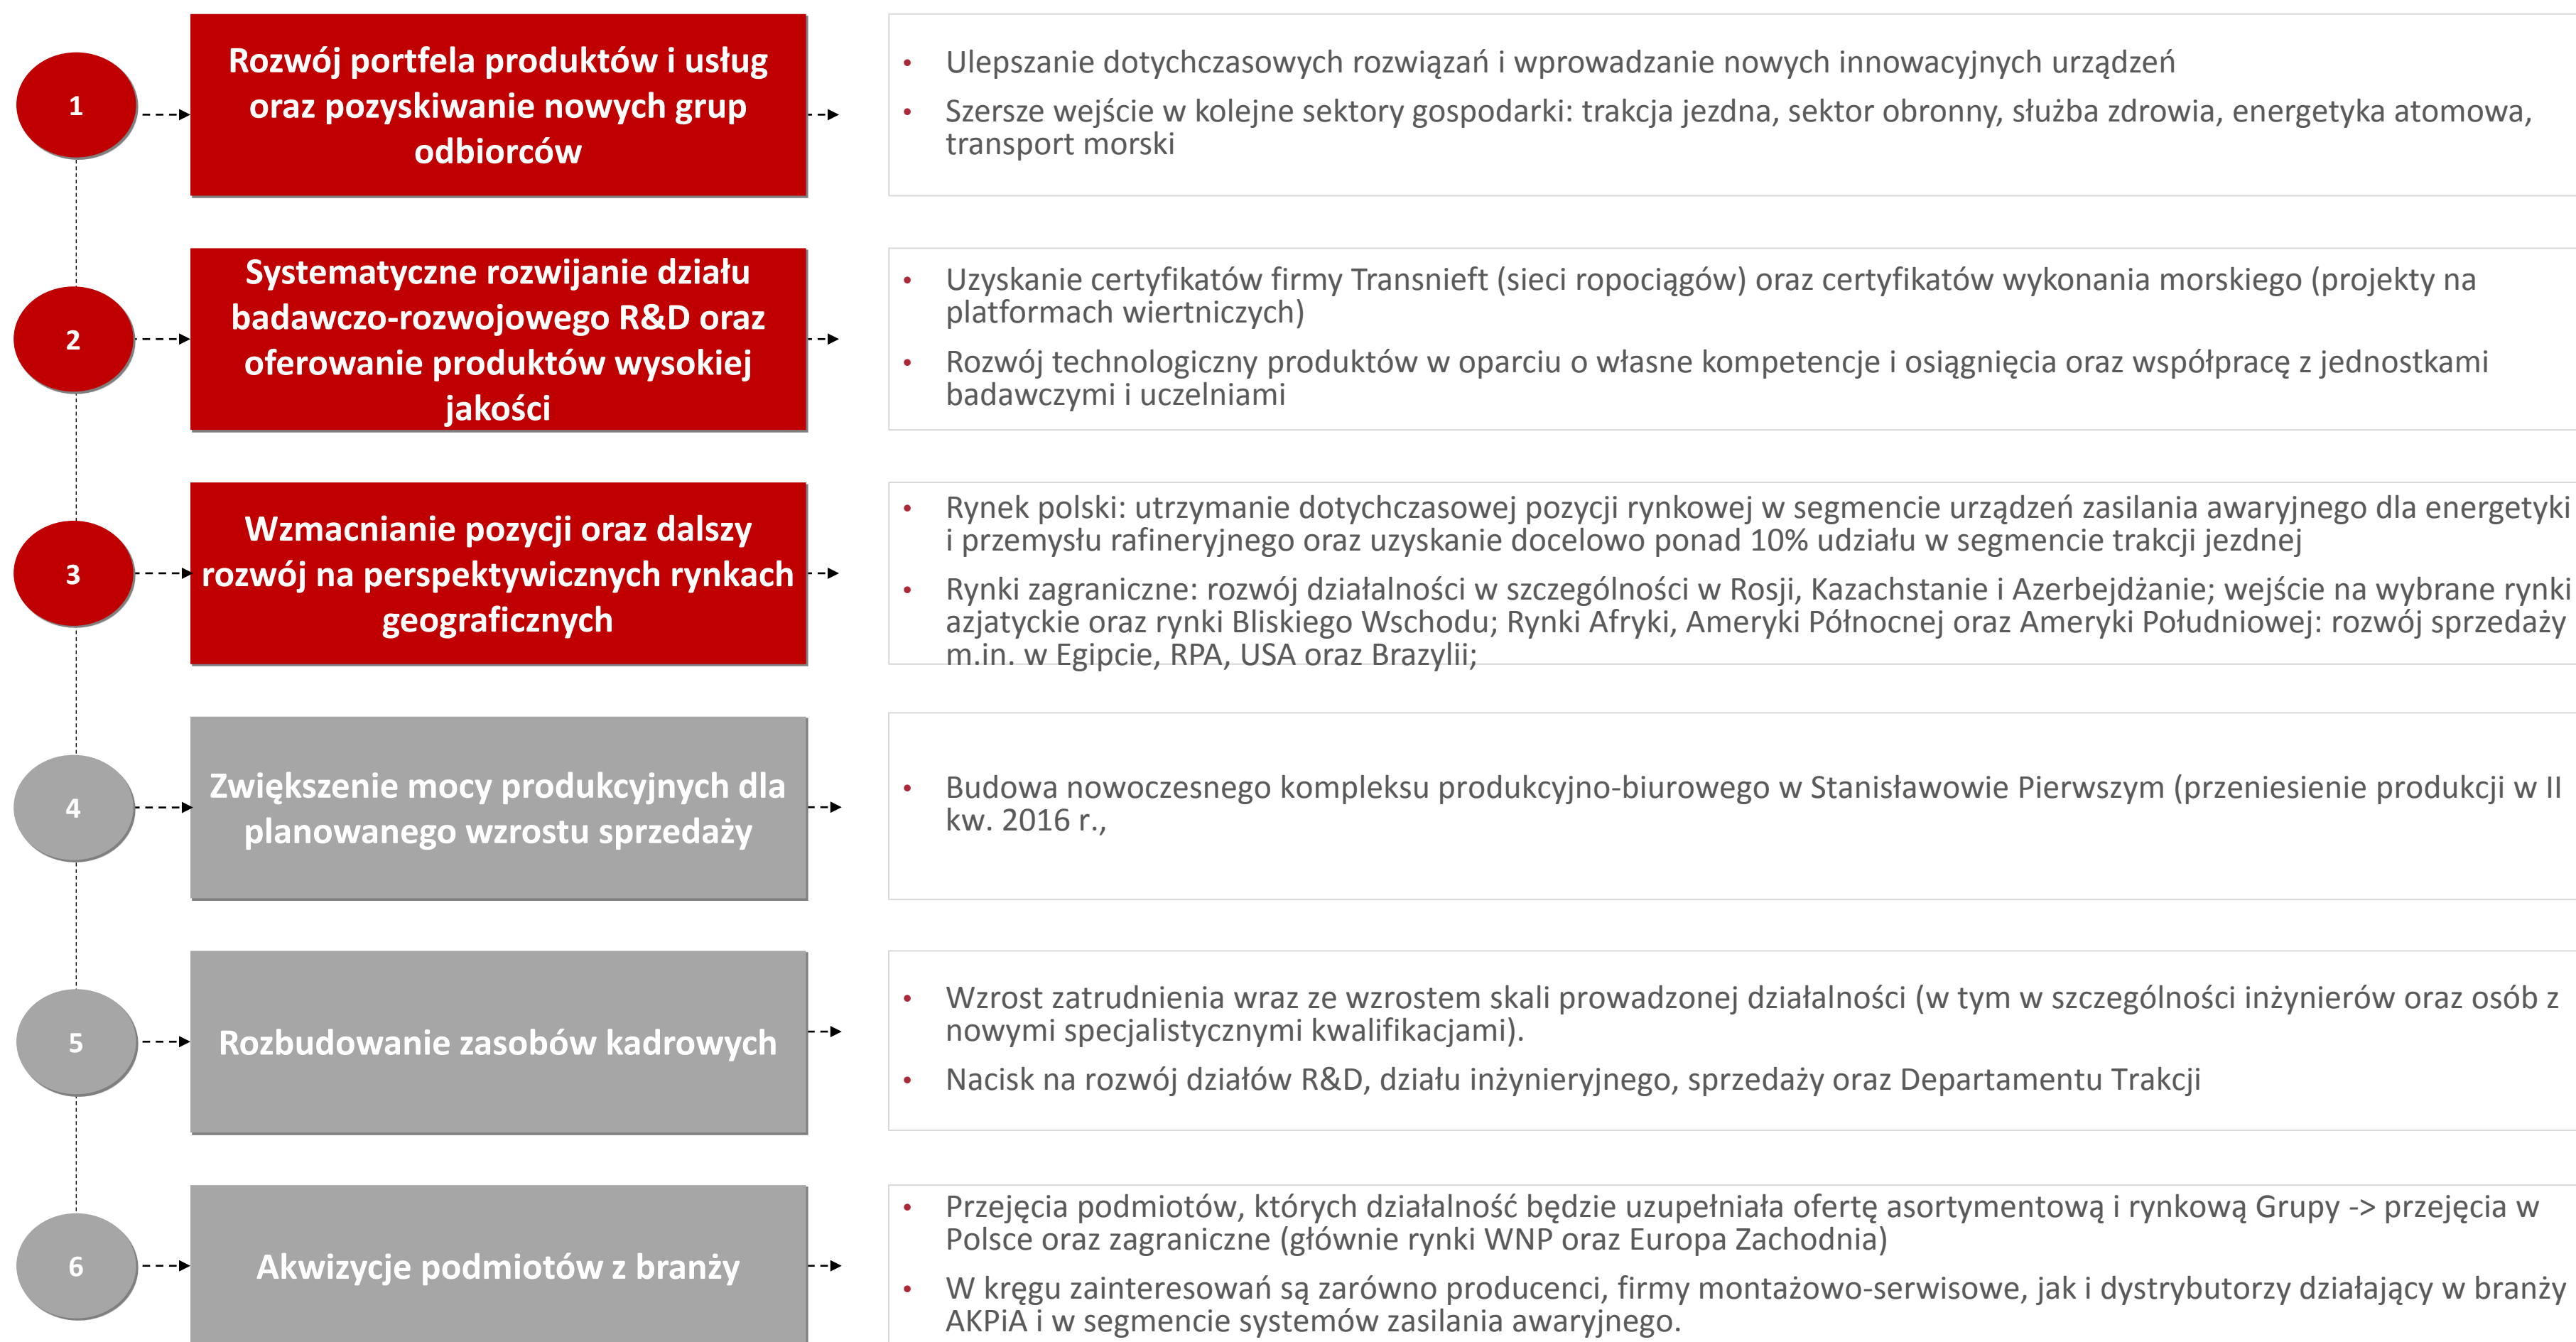 1
Rozwój portfela produktów i usług
oraz pozyskiwanie nowych grup
odbiorców
• Ulepszanie dotychczasowych rozwiązań i wprowadzanie nowych innowacyjnych urządzeń
• Szersze wejście w kolejne sektory gospodarki: trakcja jezdna, sektor obronny, służba zdrowia, energetyka atomowa,
transport morski
2
Systematyczne rozwijanie działu
badawczo-rozwojowego R&D oraz
oferowanie produktów wysokiej
jakości
• Uzyskanie certyfikatów firmy Transnieft (sieci ropociągów) oraz certyfikatów wykonania morskiego (projekty na
platformach wiertniczych)
• Rozwój technologiczny produktów w oparciu o własne kompetencje i osiągnięcia oraz współpracę z jednostkami
badawczymi i uczelniami
3
Wzmacnianie pozycji oraz dalszy
rozwój na perspektywicznych rynkach
geograficznych
• Rynek polski: utrzymanie dotychczasowej pozycji rynkowej w segmencie urządzeń zasilania awaryjnego dla energetyki
i przemysłu rafineryjnego oraz uzyskanie docelowo ponad 10% udziału w segmencie trakcji jezdnej
• Rynki zagraniczne: rozwój działalności w szczególności w Rosji, Kazachstanie i Azerbejdżanie; wejście na wybrane rynki
azjatyckie oraz rynki Bliskiego Wschodu; Rynki Afryki, Ameryki Północnej oraz Ameryki Południowej: rozwój sprzedaży
m.in. w Egipcie, RPA, USA oraz Brazylii;
4
Zwiększenie mocy produkcyjnych dla
planowanego wzrostu sprzedaży
• Budowa nowoczesnego kompleksu produkcyjno-biurowego w Stanisławowie Pierwszym (przeniesienie produkcji w II
kw. 2016 r.,
5
Rozbudowanie zasobów kadrowych
• Wzrost zatrudnienia wraz ze wzrostem skali prowadzonej działalności (w tym w szczególności inżynierów oraz osób z
nowymi specjalistycznymi kwalifikacjami).
• Nacisk na rozwój działów R&D, działu inżynieryjnego, sprzedaży oraz Departamentu Trakcji
6
Akwizycje podmiotów z branży
• Przejęcia podmiotów, których działalność będzie uzupełniała ofertę asortymentową i rynkową Grupy -> przejęcia w
Polsce oraz zagraniczne (głównie rynki WNP oraz Europa Zachodnia)
• W kręgu zainteresowań są zarówno producenci, firmy montażowo-serwisowe, jak i dystrybutorzy działający w branży
AKPiA i w segmencie systemów zasilania awaryjnego.